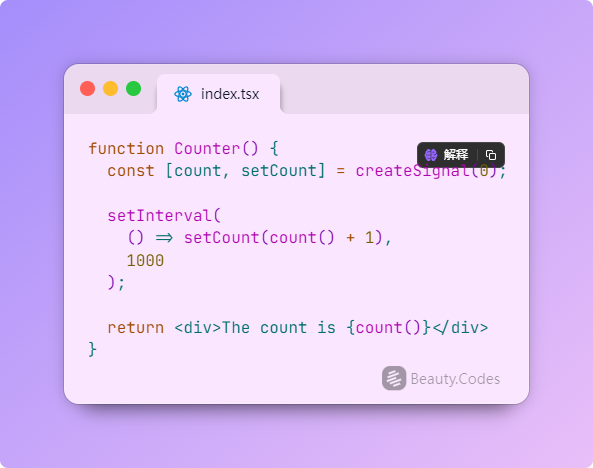 index.tsx
function Counter() {
解释
const [count, setCount] = createSignal(0);
setInterval(
() => setCount(count() + 1),
1000
);
return <div>The count is {count()}</div>
}
Beauty.Codes